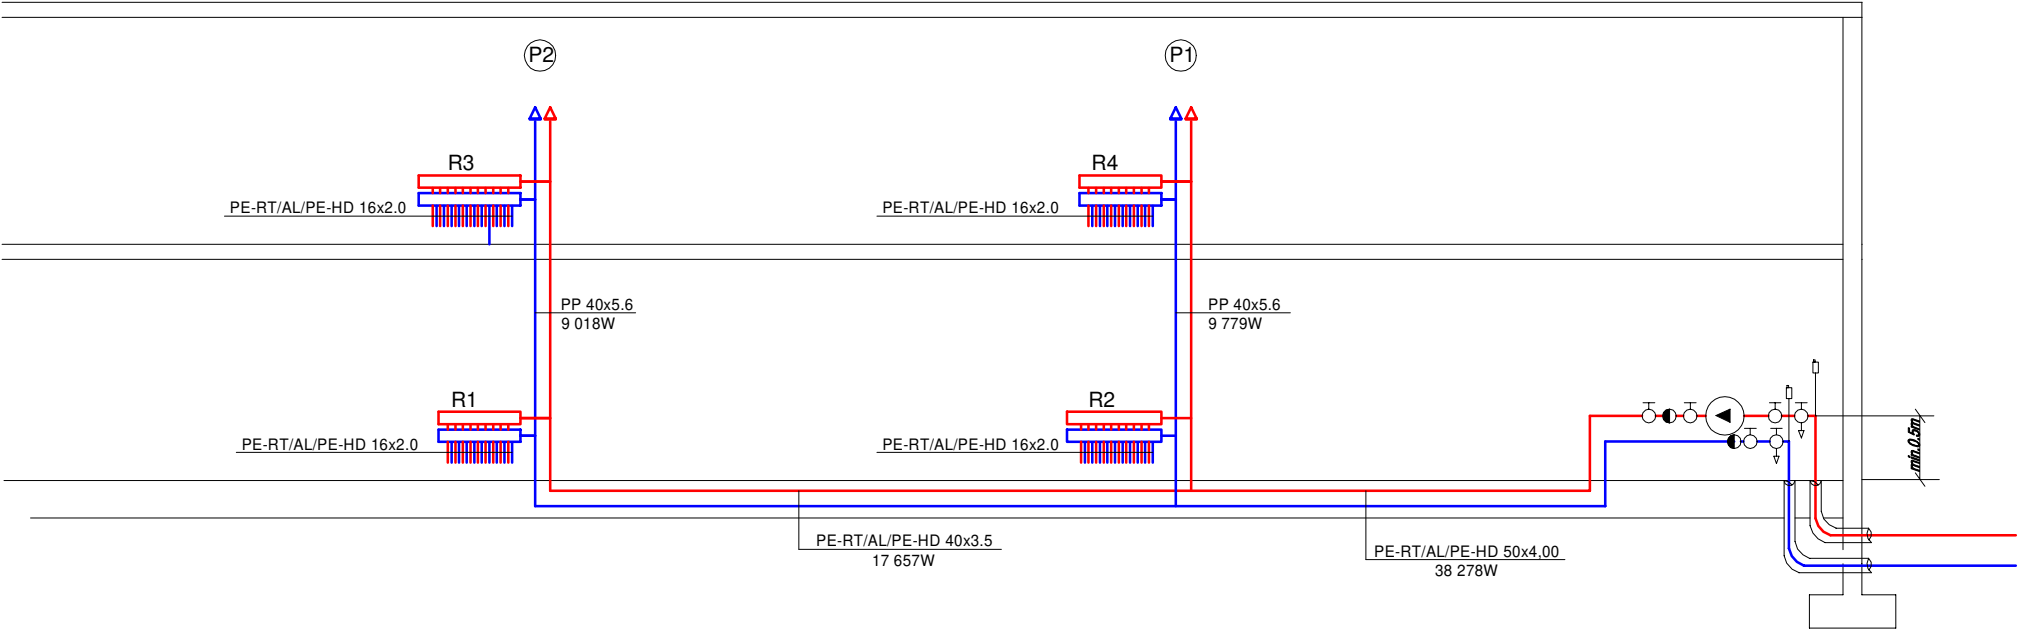 P2
P1
R3
R4
PE-RT/AL/PE-HD 16x2.0
PE-RT/AL/PE-HD 16x2.0
PP 40x5.6
9 018W
PP 40x5.6
9 779W
R1
R2
PE-RT/AL/PE-HD 16x2.0
PE-RT/AL/PE-HD 16x2.0
min.0.5m
PE-RT/AL/PE-HD 40x3.5
17 657W
PE-RT/AL/PE-HD 50x4,00
38 278W